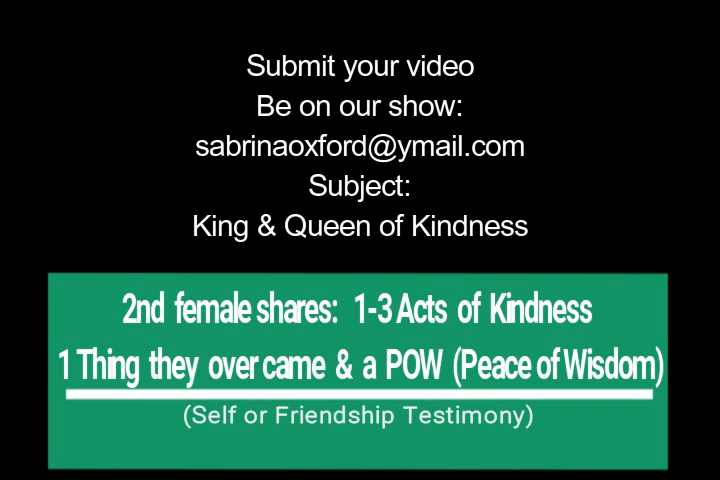 Submit your video
Be on our show:
sabrinaoxford@ymail.com
Subject:
King & Queen of Kindness
2nd female shares: 1-3 Acts of Kindness
1 Thing they over came & a POW (Peace of Wisdom)
(Self or Friendship Testimony)